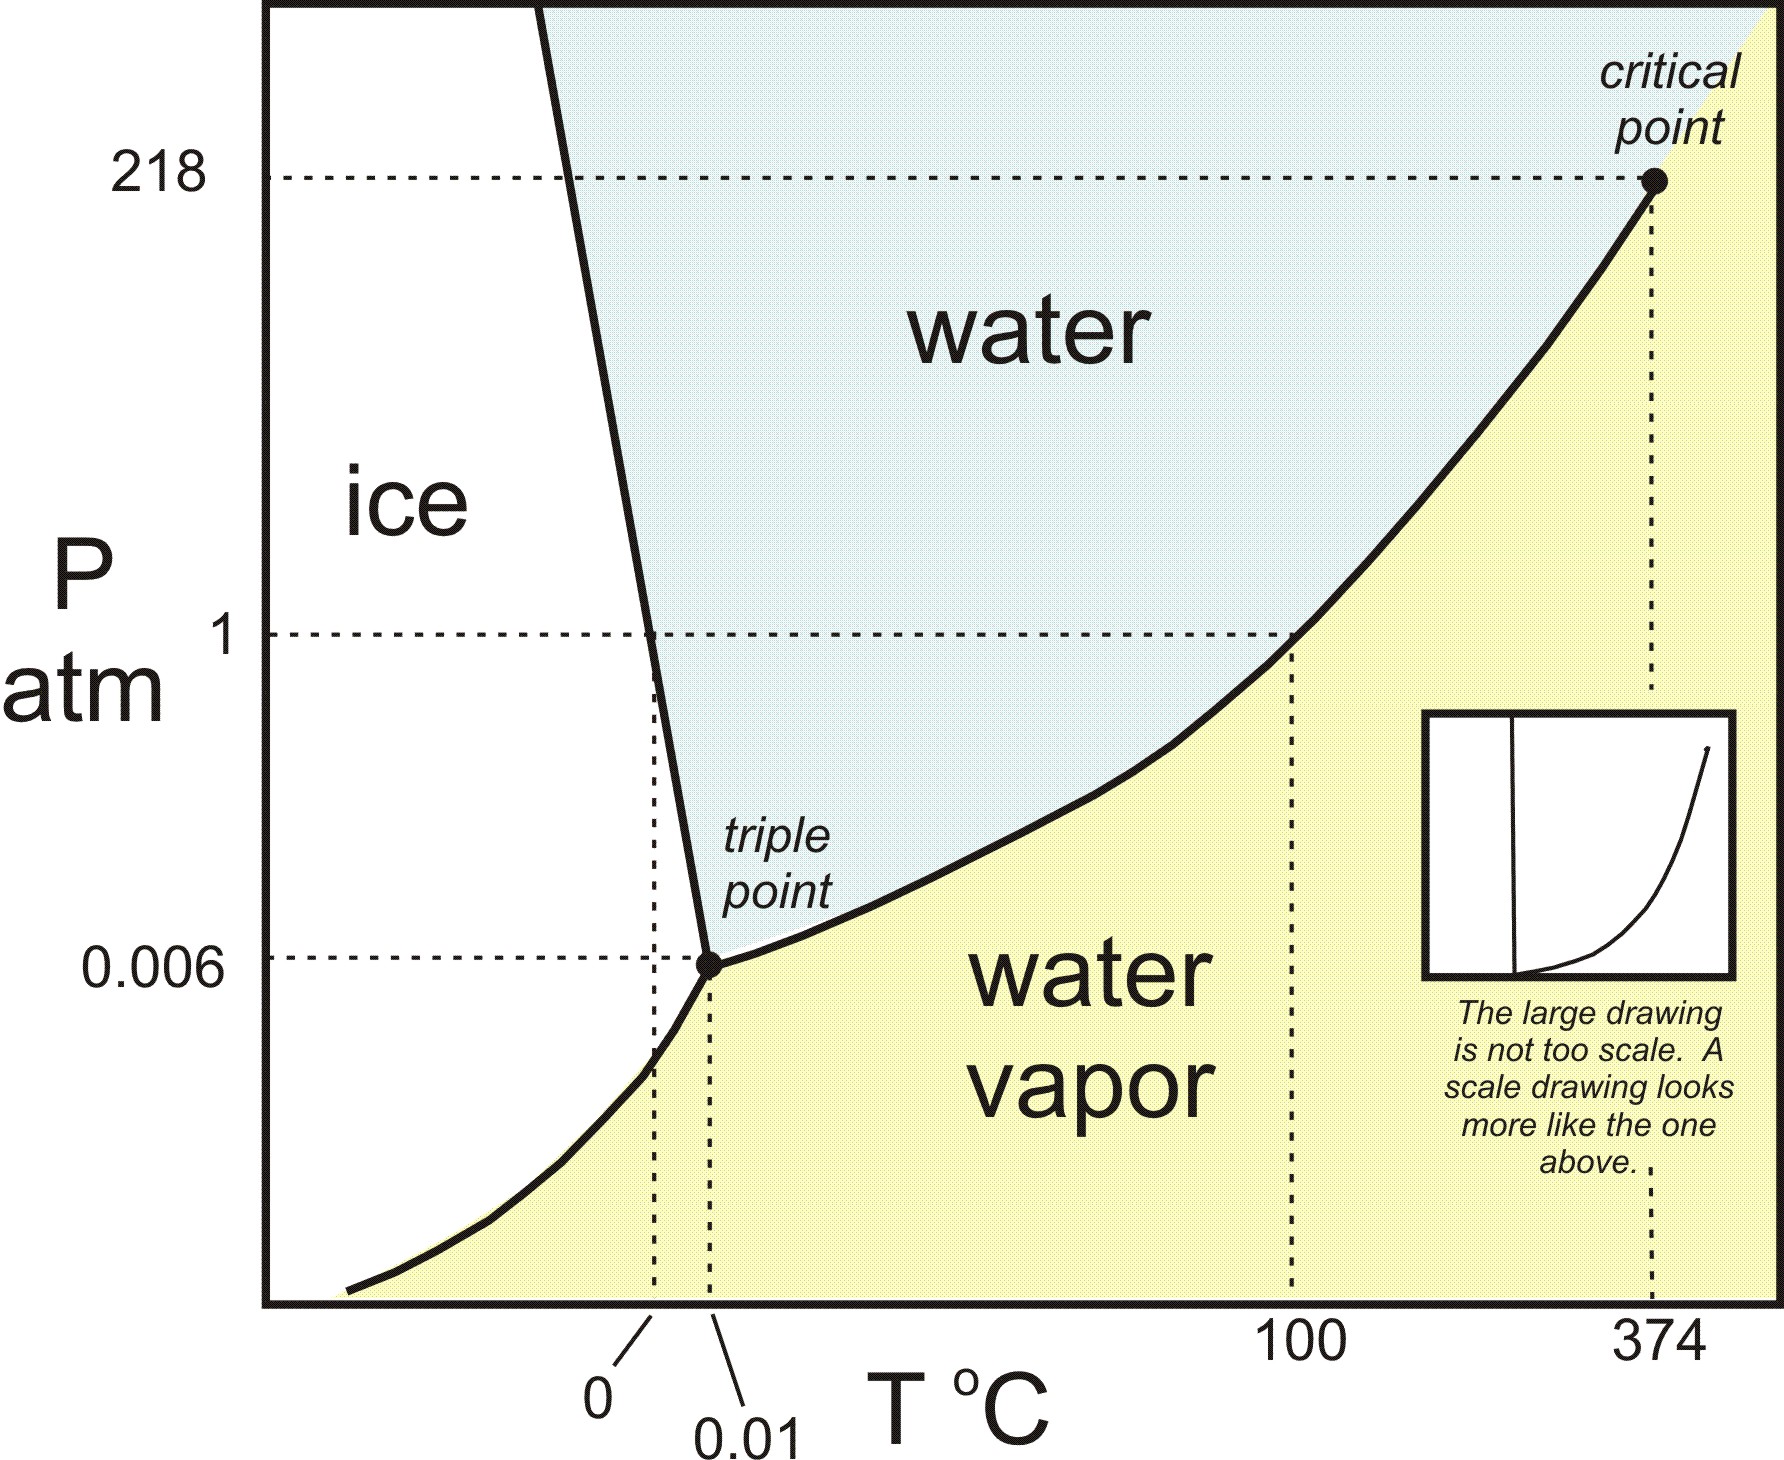 critical
point
218
water
ice
P
atm
1
triple
point
0.006
water
vapor
The large drawing
is not too scale.  A
scale drawing looks
more like the one
above.
0
0.01
T °C
100
374